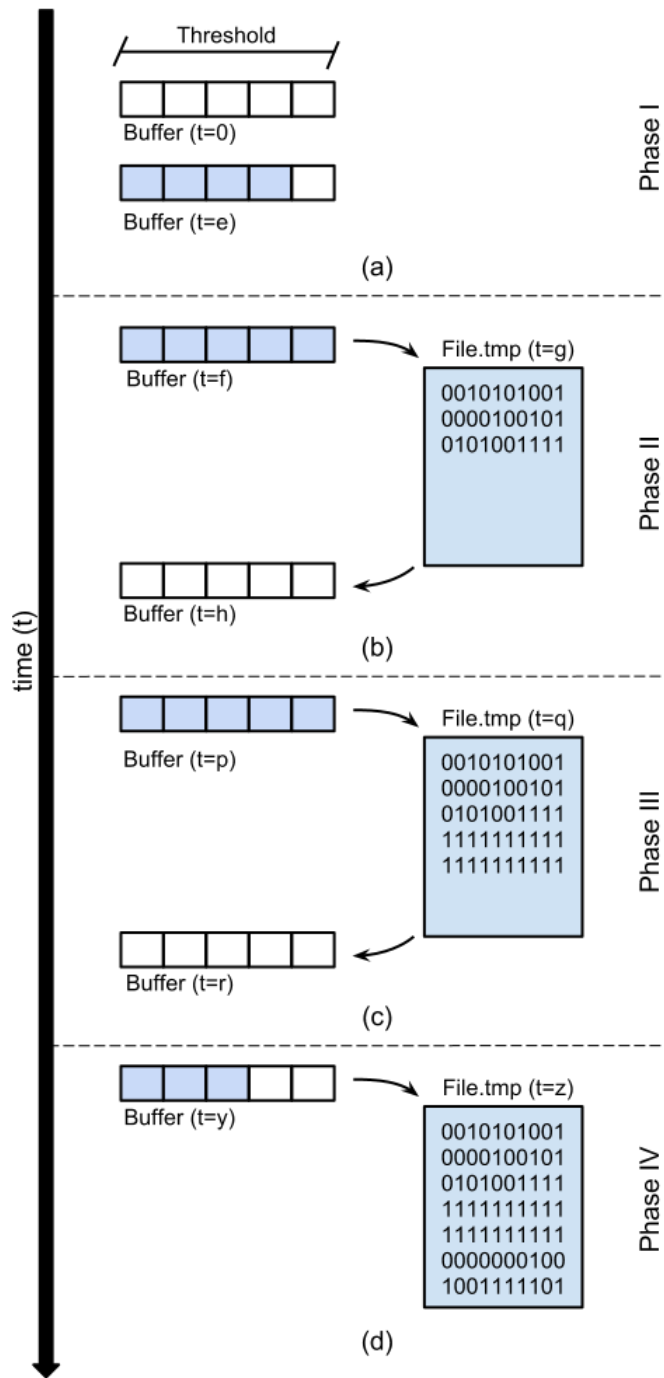 Threshold
Buffer (t=0)
Buffer (t=e)
(a)
Phase I
Buffer (t=f)
File.tmp (t=g)
0010101001
0000100101
0101001111
Buffer (t=h)
(b)
Phase II
time (t)
Buffer (t=p)
File.tmp (t=q)
0010101001
0000100101
0101001111
1111111111
1111111111
Buffer (t=r)
(c)
Phase III
Buffer (t=y)
File.tmp (t=z)
0010101001
0000100101
0101001111
1111111111
1111111111
0000000100
1001111101
(d)
Phase IV